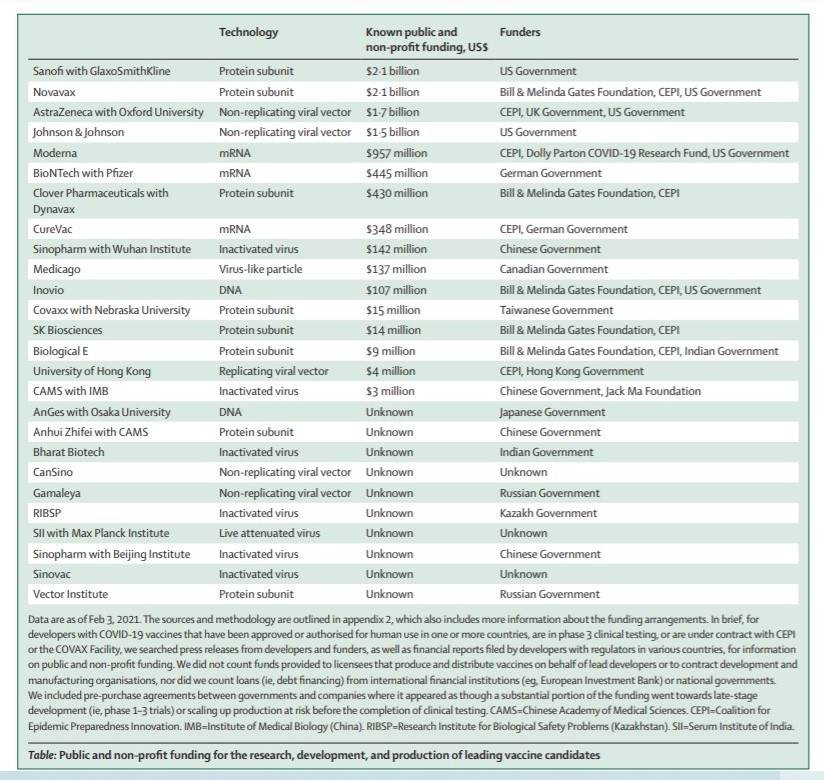 Technology Known public and Funders
non-profit funding, US$
Sanofi with GlaxoSmithKline Protein subunit $2·1 billion US Government
Novavax Protein subunit $2·1 billion Bill & Melinda Gates Foundation, CEPI, US Government
AstraZeneca with Oxford University Non-replicating viral vector $1·7 billion CEPI, UK Government, US Government
Johnson & Johnson Non-replicating viral vector $1·5 billion US Government
Moderna mRNA $957 million CEPI, Dolly Parton COVID-19 Research Fund, US Government
BioNTech with Pfizer mRNA $445 million German Government
Clover Pharmaceuticals with Protein subunit $430 million Bill & Melinda Gates Foundation, CEPI
Dynavax
CureVac mRNA $348 million CEPI, German Government
Sinopharm with Wuhan Institute Inactivated virus $142 million Chinese Government
Medicago Virus-like particle $137 million Canadian Government
Inovio DNA $107 million Bill & Melinda Gates Foundation, CEPI, US Government
Covaxx with Nebraska University Protein subunit $15 million Taiwanese Government
SK Biosciences Protein subunit $14 million Bill & Melinda Gates Foundation, CEPI
Biological E Protein subunit $9 million Bill & Melinda Gates Foundation, CEPI, Indian Government
University of Hong Kong Replicating viral vector $4 million CEPI, Hong Kong Government
CAMS with IMB Inactivated virus $3 million Chinese Government, Jack Ma Foundation
AnGes with Osaka University DNA Unknown Japanese Government
Anhui Zhifei with CAMS Protein subunit Unknown Chinese Government
Bharat Biotech Inactivated virus Unknown Indian Government
CanSino Non-replicating viral vector Unknown Unknown
Gamaleya Non-replicating viral vector Unknown Russian Government
RIBSP Inactivated virus Unknown Kazakh Government
SII with Max Planck Institute Live attenuated virus Unknown Unknown
Sinopharm with Beijing Institute Inactivated virus Unknown Chinese Government
Sinovac Inactivated virus Unknown Unknown
Vector Institute Protein subunit Unknown Russian Government
Data are as of Feb 3, 2021. The sources and methodology are outlined in appendix 2, which also includes more information about the funding arrangements. In brief, for
developers with COVID-19 vaccines that have been approved or authorised for human use in one or more countries, are in phase 3 clinical testing, or are under contract with CEPI
or the COVAX Facility, we searched press releases from developers and funders, as well as financial reports filed by developers with regulators in various countries, for information
on public and non-profit funding. We did not count funds provided to licensees that produce and distribute vaccines on behalf of lead developers or to contract development and
manufacturing organisations, nor did we count loans (ie, debt financing) from international financial institutions (eg, European Investment Bank) or national governments.
We included pre-purchase agreements between governments and companies where it appeared as though a substantial portion of the funding went towards late-stage
development (ie, phase 1–3 trials) or scaling up production at risk before the completion of clinical testing. CAMS=Chinese Academy of Medical Sciences. CEPI=Coalition for
Epidemic Preparedness Innovation. IMB=Institute of Medical Biology (China). RIBSP=Research Institute for Biological Safety Problems (Kazakhstan). SII=Serum Institute of India.
Table: Public and non-profit funding for the research, development, and production of leading vaccine candidates